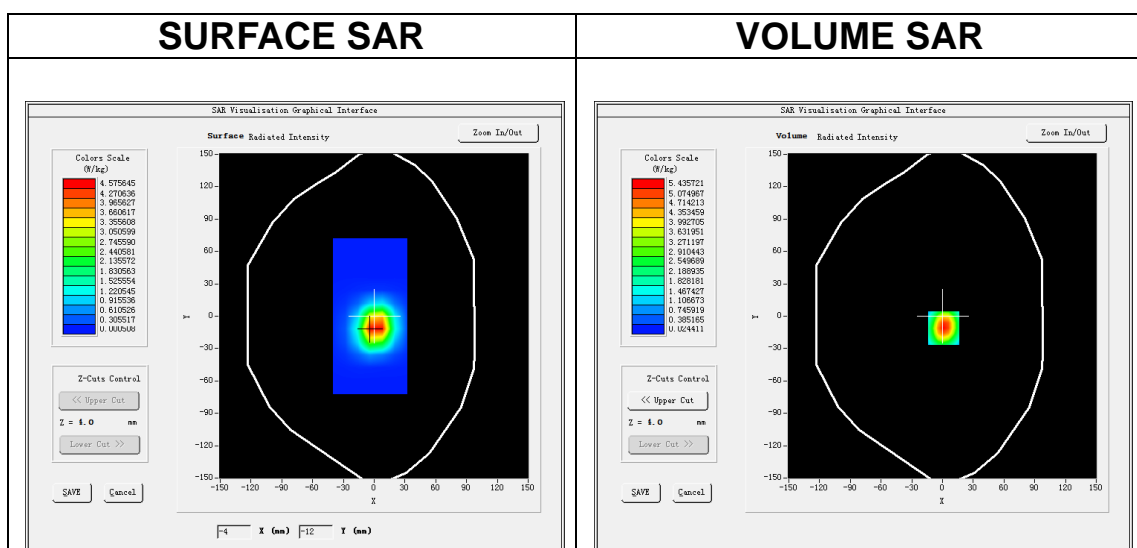 SURFACE SAR
VOLUME SAR
SAR Visualisation Graphical Interface
Surface Radiated Intensity
Zoom In/Out
Colors Scale
(W/kg)
4.575645
4.270636
3.965627
3.660617
3.355608
3.050599
2.745590
2.440581
2.135572
1.830563
1.525554
1.220545
0.915536
0.610526
0.305517
0.000508
150
120
90
60
30
0
-30
-60
-90
-120
-150
Y
-150 -120 -90 -60 -30 0 30 60 90 120 150
X
Z-Cuts Control
<< Upper Cut
Z = 4.0 mm
Lower Cut >>
SAVE
Cancel
-4 X (mm) -12 Y (mm)
SAR Visualisation Graphical Interface
Volume Radiated Intensity
Zoom In/Out
Colors Scale
(W/kg)
5.435721
5.074967
4.714213
4.353459
3.992705
3.631951
3.271197
2.910443
2.549689
2.188935
1.828181
1.467427
1.106673
0.745919
0.385165
0.024411
150
120
90
60
30
0
-30
-60
-90
-120
-150
Y
-150 -120 -90 -60 -30 0 30 60 90 120 150
X
Z-Cuts Control
<< Upper Cut
Z = 4.0 mm
Lower Cut >>
SAVE
Cancel